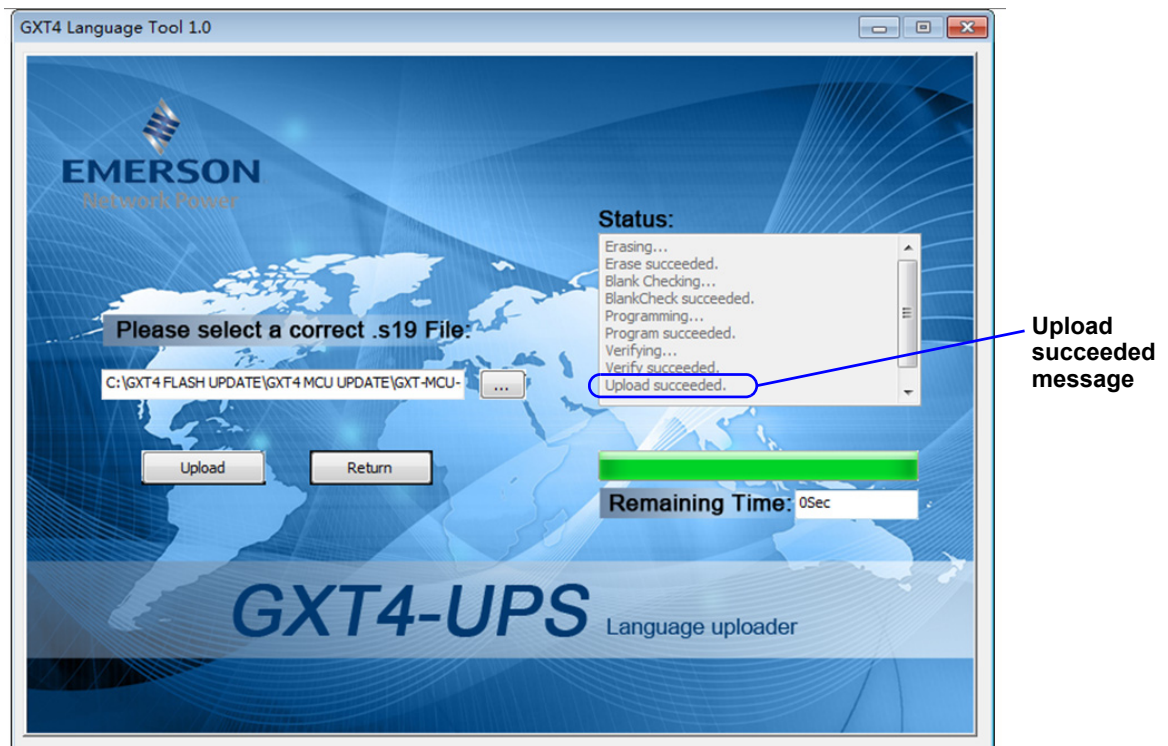 GXT4 Language Tool 1.0
EMERSON
Network Power
Status:
Erasing...
Erase succeeded.
Blank Checking...
BlankCheck succeeded.
Programming...
Program succeeded.
Verifying...
Verify succeeded.
Upload succeeded.
Upload
succeeded
message
Please select a correct .s19 File:
C:\GXT4 FLASH UPDATE\GXT4 MCU UPDATE\GXT-MCU-
...
Upload
Return
Remaining Time: 0Sec
GXT4-UPS Language uploader